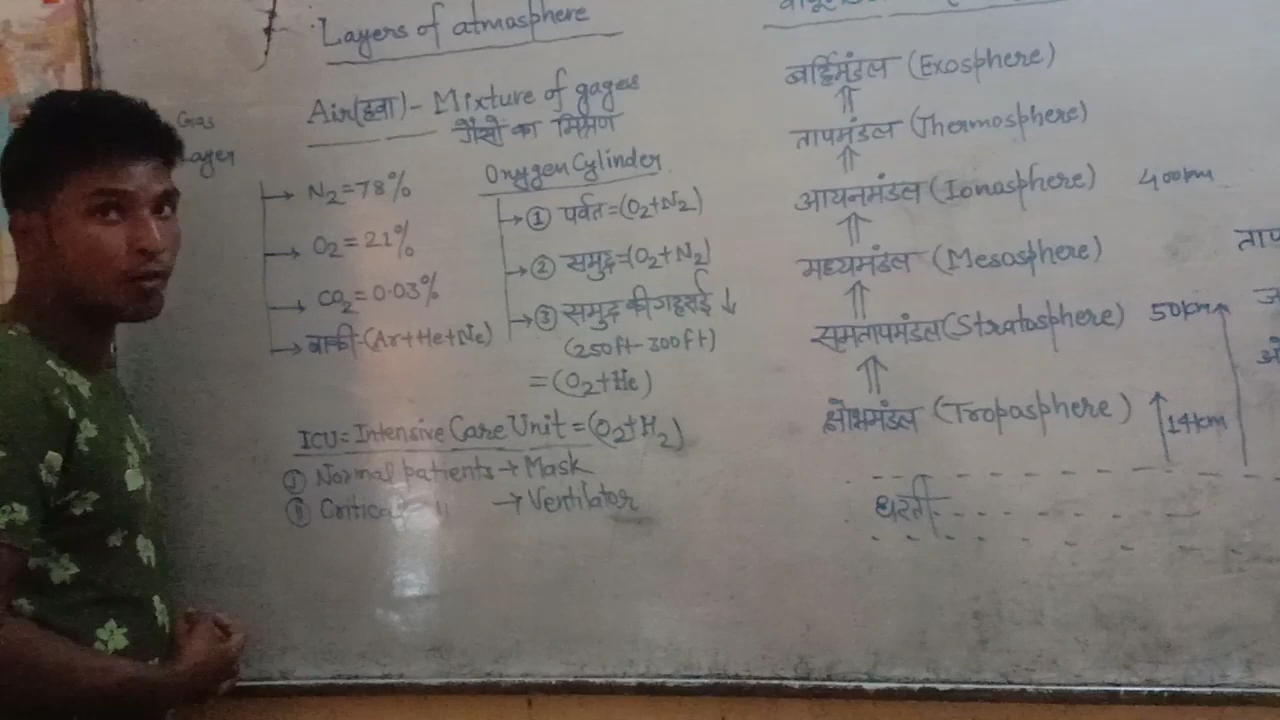 Layers of atmosphere
Air(हवा)- Mixture of gages
गैसों का मिश्रण
Gas
Layer
N₂=78%
O₂=21%
CO₂=0.03%
बाकी-(Ar+He+Ne)
Oxygen Cylinder
① पर्वत=(O₂+N₂)
② समुद्र=(O₂+N₂)
③ समुद्र की गहराई ↓
(250ft-300ft)
=(O₂+He)
ICU=Intensive Care Unit=(O₂+H₂)
① Normal patients → Mask
② Critical 〃 → Ventilator
बर्हिमंडल (Exosphere)
⇑
तापमंडल (Thermosphere)
⇑
आयनमंडल (Ionosphere) 400km
⇑
मध्यमंडल (Mesosphere)
⇑
समतापमंडल (Stratosphere) 50km
⇑
क्षोभमंडल (Troposphere) 14km
धरती